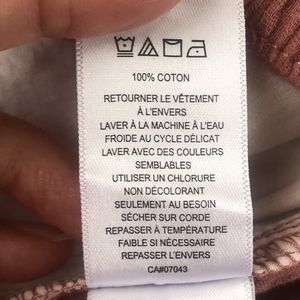 100% COTON
RETOURNER LE VÊTEMENT
À L'ENVERS
LAVER À LA MACHINE À L'EAU
FROIDE AU CYCLE DÉLICAT
LAVER AVEC DES COULEURS
SEMBLABLES
UTILISER UN CHLORURE
NON DÉCOLORANT
SEULEMENT AU BESOIN
SÉCHER SUR CORDE
REPASSER À TEMPÉRATURE
FAIBLE SI NÉCESSAIRE
REPASSER L'ENVERS
CA#07043